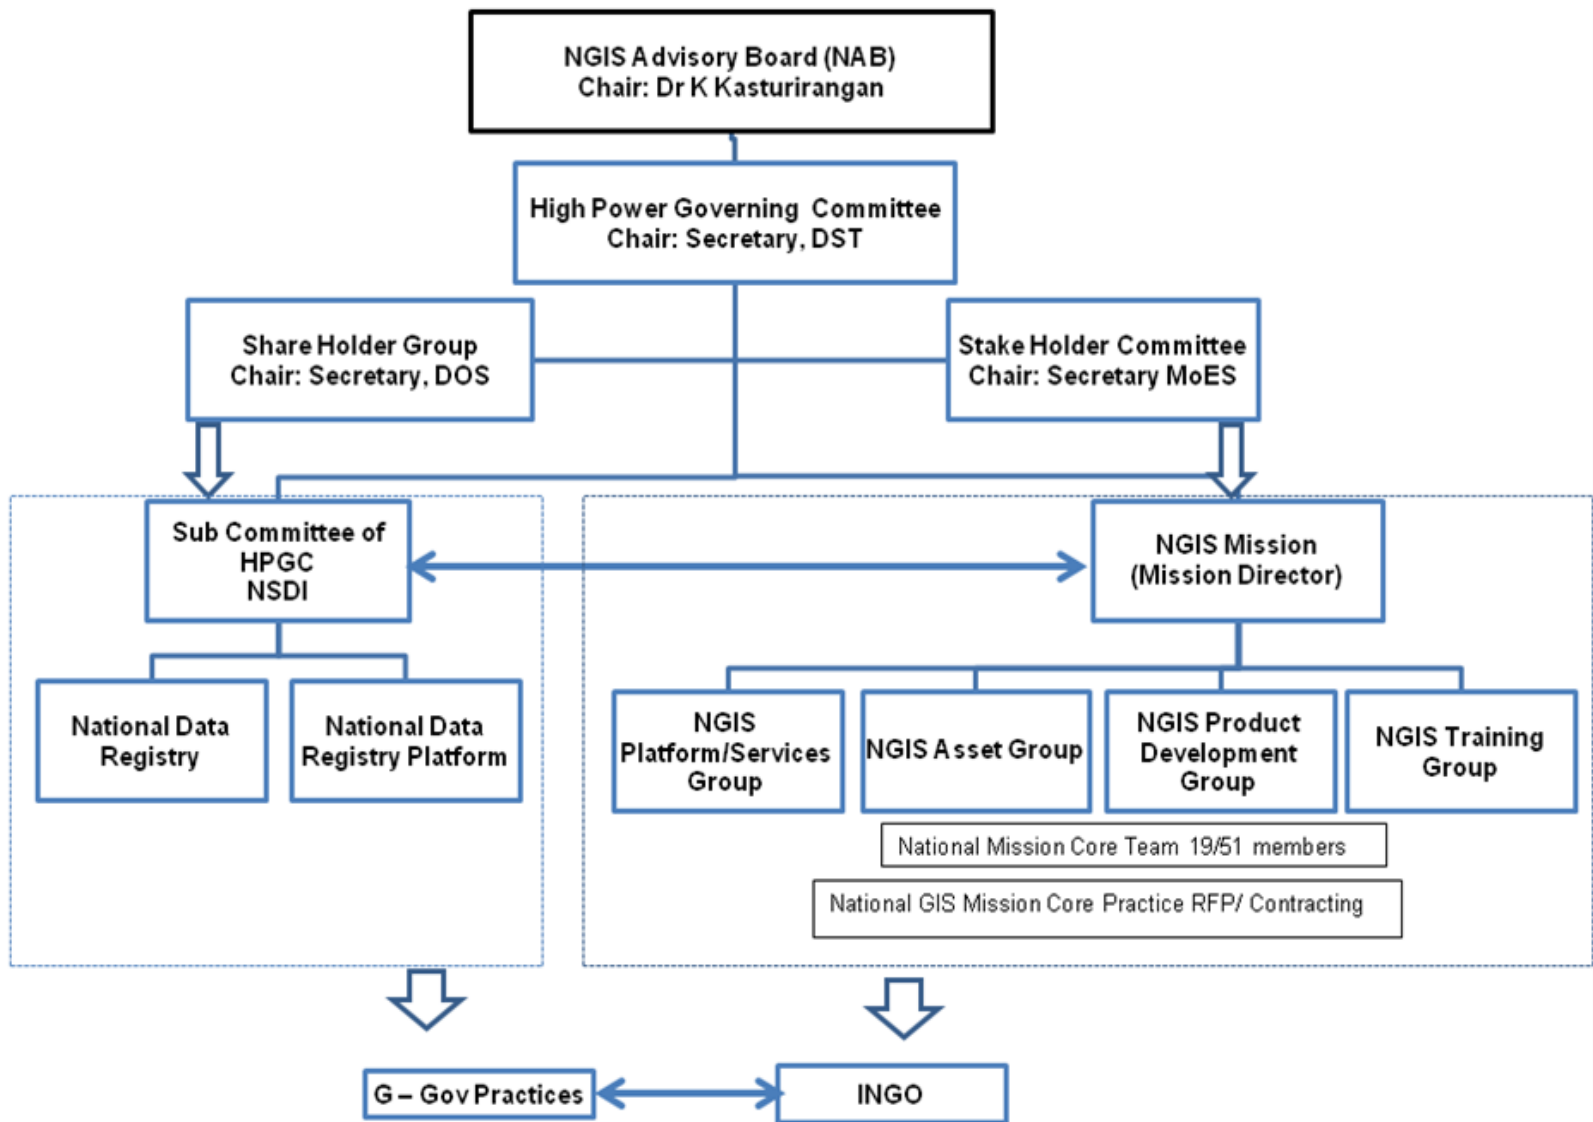 NGIS Advisory Board (NAB)
Chair: Dr K Kasturirangan
High Power Governing Committee
Chair: Secretary, DST
Share Holder Group
Chair: Secretary, DOS
Stake Holder Committee
Chair: Secretary MoES
Sub Committee of
HPGC
NSDI
NGIS Mission
(Mission Director)
National Data
Registry
National Data
Registry Platform
NGIS
Platform/Services
Group
NGIS Asset Group
NGIS Product
Development
Group
NGIS Training
Group
National Mission Core Team 19/51 members
National GIS Mission Core Practice RFP/ Contracting
G – Gov Practices
INGO